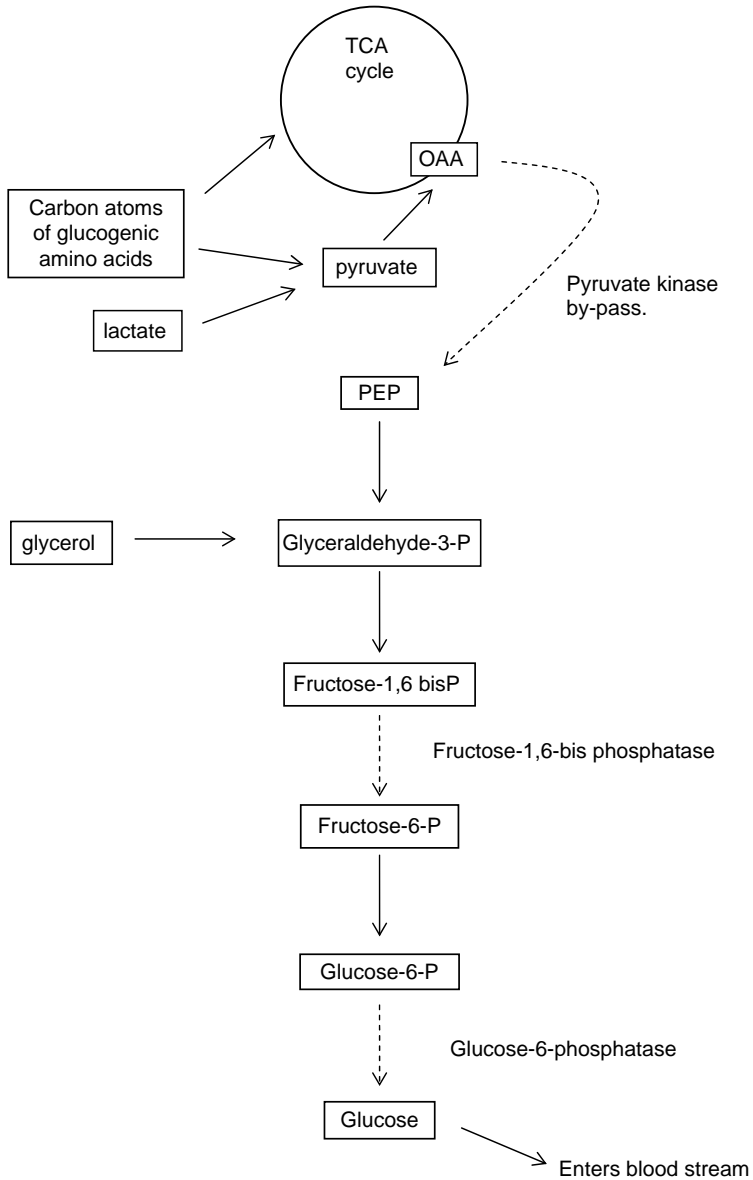 TCA
cycle
OAA
Carbon atoms
of glucogenic
amino acids
pyruvate
Pyruvate kinase
by-pass.
lactate
PEP
glycerol
Glyceraldehyde-3-P
Fructose-1,6 bisP
Fructose-1,6-bis phosphatase
Fructose-6-P
Glucose-6-P
Glucose-6-phosphatase
Glucose
Enters blood stream